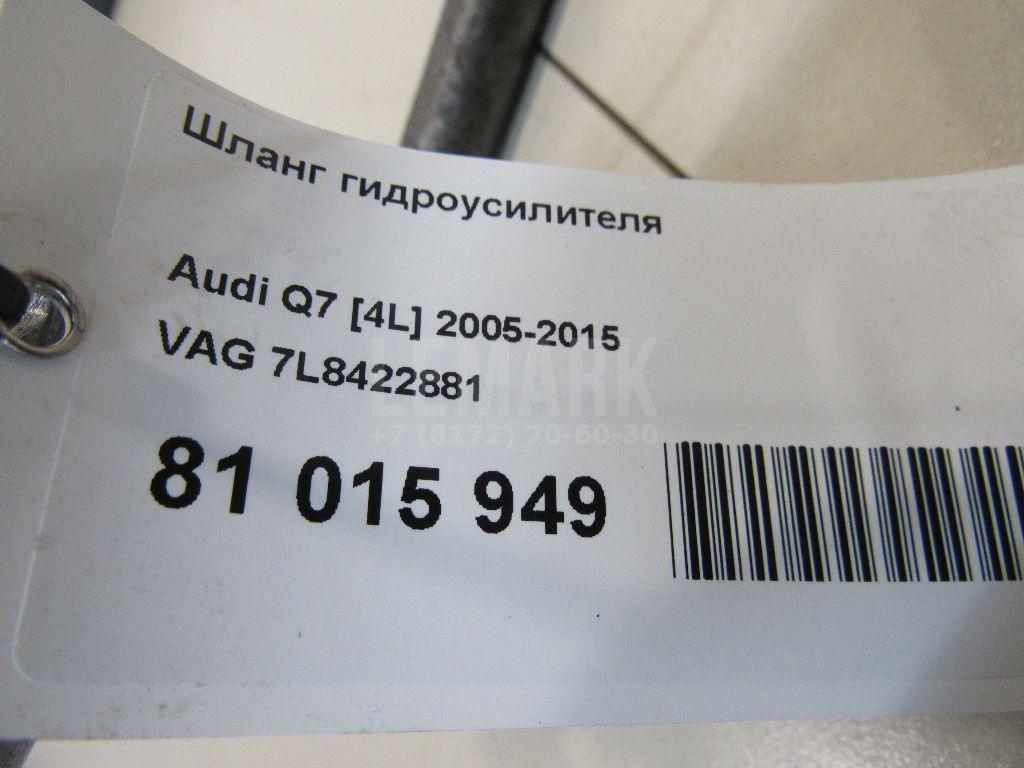 Шланг гидроусилителя
Audi Q7 [4L] 2005-2015
VAG 7L8422881
LEMARK
+7 (8172) 70-60-30
81 015 949